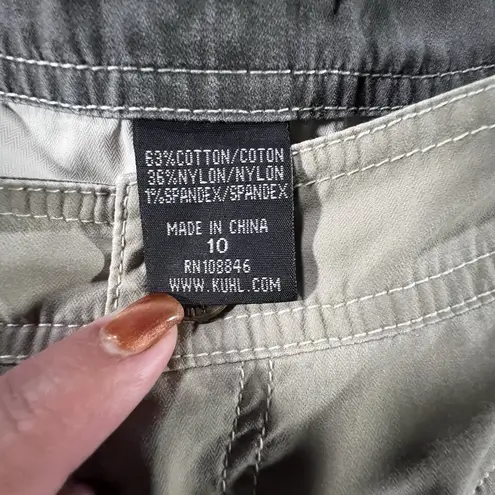 63%COTTON/COTON
36%NYLON/NYLON
1%SPANDEX/SPANDEX
MADE IN CHINA
10
RN108846
WWW.KUHL.COM